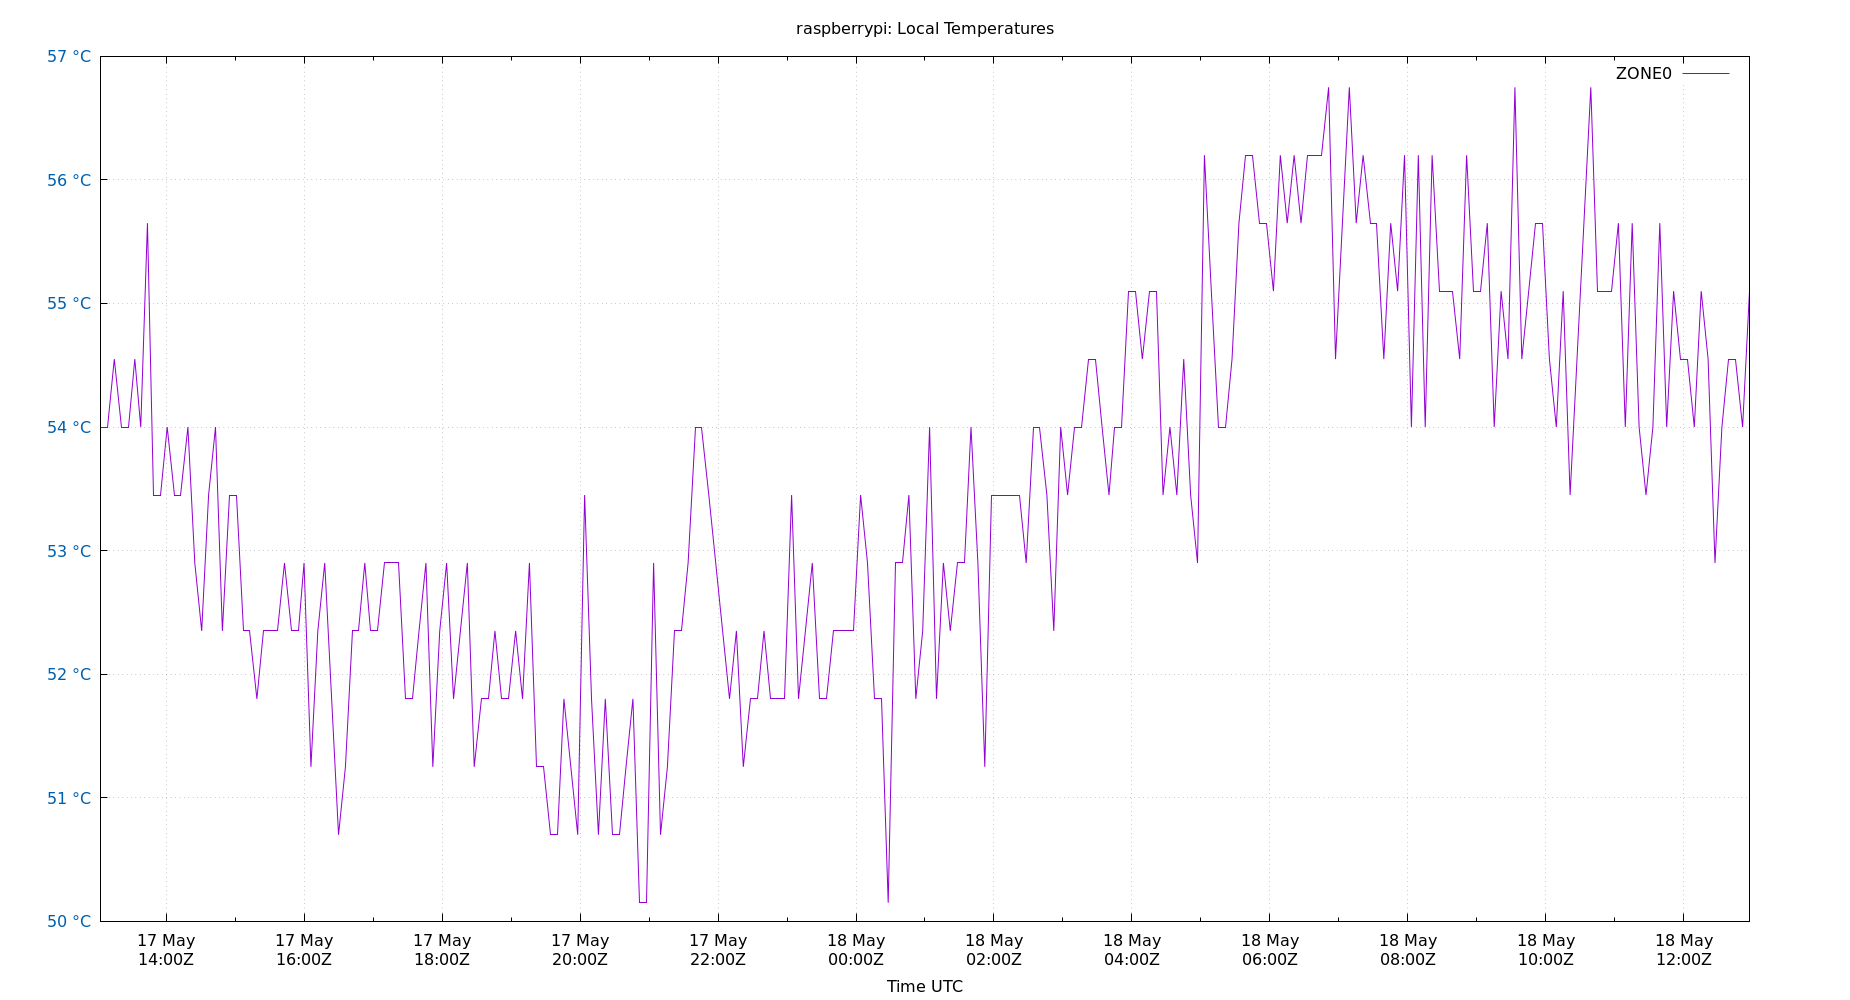 raspberrypi: Local Temperatures
57 °C
ZONE0
56 °C
55 °C
54 °C
53 °C
52 °C
51 °C
50 °C
17 May 17 May 17 May 17 May 17 May 18 May 18 May 18 May 18 May 18 May 18 May 18 May
14:00Z 16:00Z 18:00Z 20:00Z 22:00Z 00:00Z 02:00Z 04:00Z 06:00Z 08:00Z 10:00Z 12:00Z
Time UTC